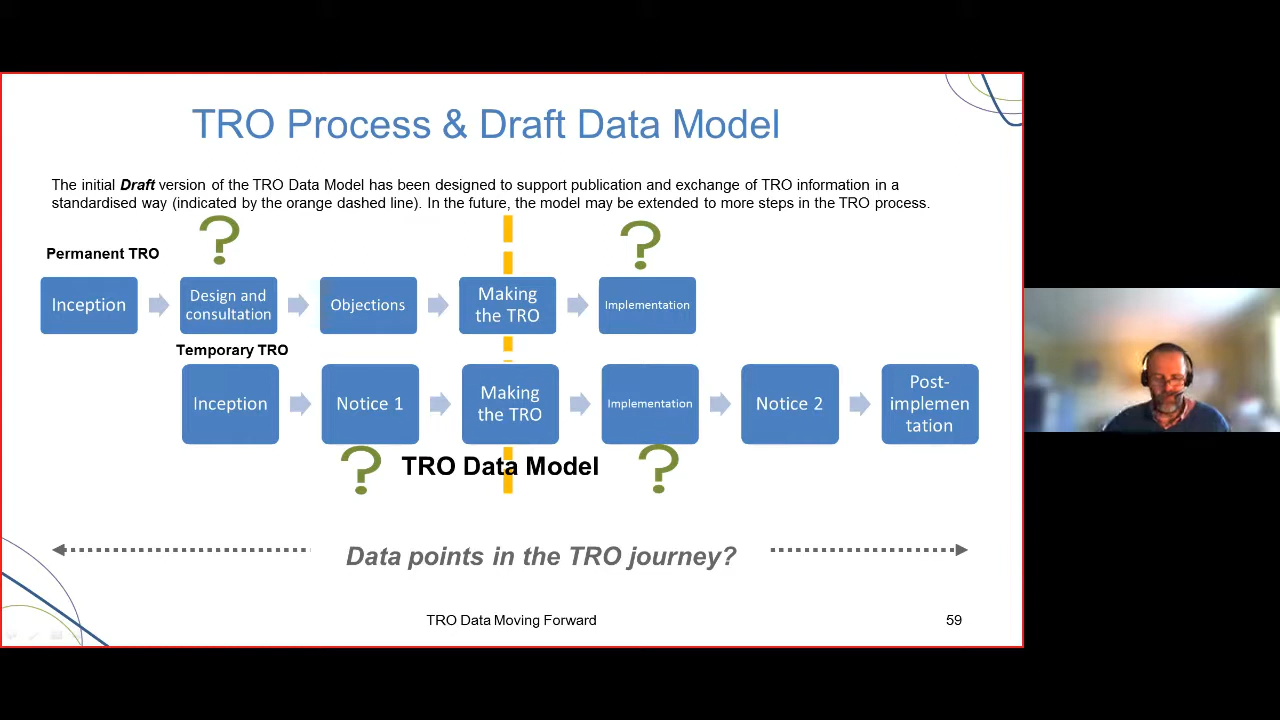 TRO Process & Draft Data Model
The initial Draft version of the TRO Data Model has been designed to support publication and exchange of TRO information in a
standardised way (indicated by the orange dashed line). In the future, the model may be extended to more steps in the TRO process.
? ?
Permanent TRO
Inception
Design and
consultation
Objections
Making
the TRO
Implementation
Temporary TRO
Inception
Notice 1
Making
the TRO
Implementation
Notice 2
Post-
implemen
tation
? TRO Data Model ?
Data points in the TRO journey?
TRO Data Moving Forward
59